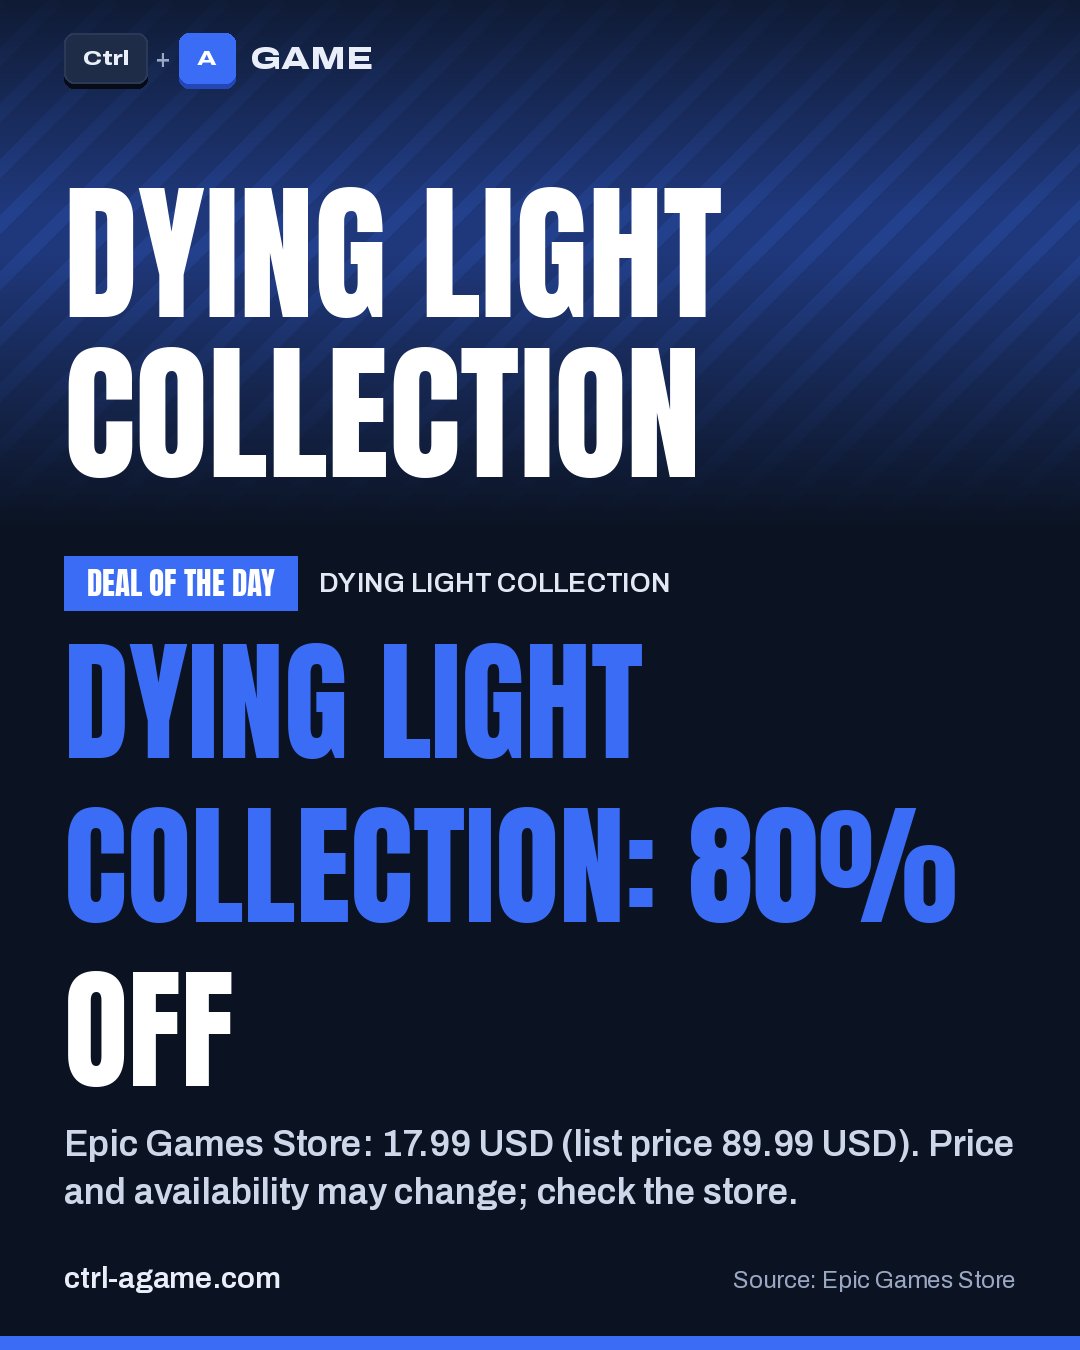 Ctrl + A GAME
DYING LIGHT
COLLECTION
DEAL OF THE DAY DYING LIGHT COLLECTION
DYING LIGHT
COLLECTION: 80%
OFF
Epic Games Store: 17.99 USD (list price 89.99 USD). Price
and availability may change; check the store.
ctrl-agame.com Source: Epic Games Store